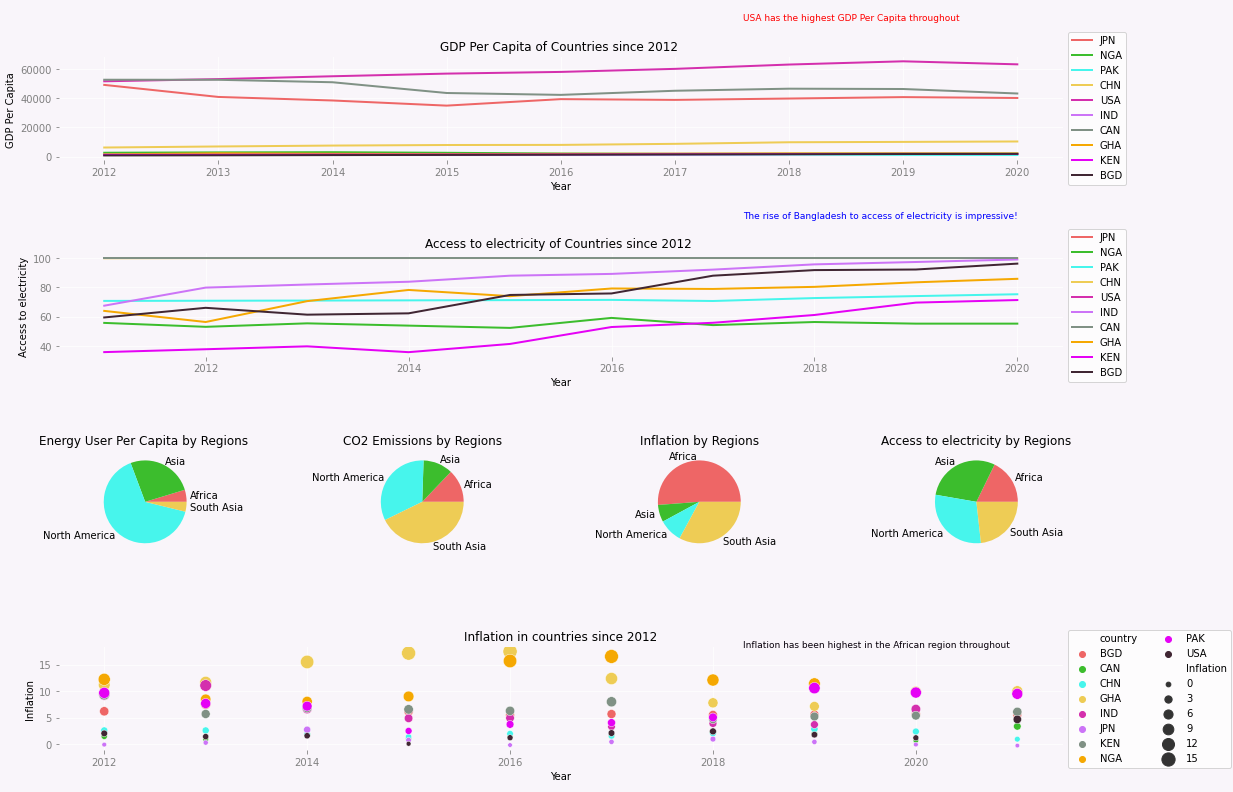 USA has the highest GDP Per Capita throughout
GDP Per Capita of Countries since 2012
GDP Per Capita
60000
40000
20000
0
2012 2013 2014 2015 2016 2017 2018 2019 2020
Year
JPN
NGA
PAK
CHN
USA
IND
CAN
GHA
KEN
BGD
The rise of Bangladesh to access of electricity is impressive!
Access to electricity of Countries since 2012
Access to electricity
100
80
60
40
2012 2014 2016 2018 2020
Year
JPN
NGA
PAK
CHN
USA
IND
CAN
GHA
KEN
BGD
Energy User Per Capita by Regions
Asia
Africa
South Asia
North America
CO2 Emissions by Regions
Asia
North America
Africa
South Asia
Inflation by Regions
Africa
Asia
North America
South Asia
Access to electricity by Regions
Asia
Africa
North America
South Asia
Inflation in countries since 2012
Inflation has been highest in the African region throughout
Inflation
15
10
5
0
2012 2014 2016 2018 2020
Year
country
BGD
CAN
CHN
GHA
IND
JPN
KEN
NGA
PAK
USA
Inflation
0
3
6
9
12
15